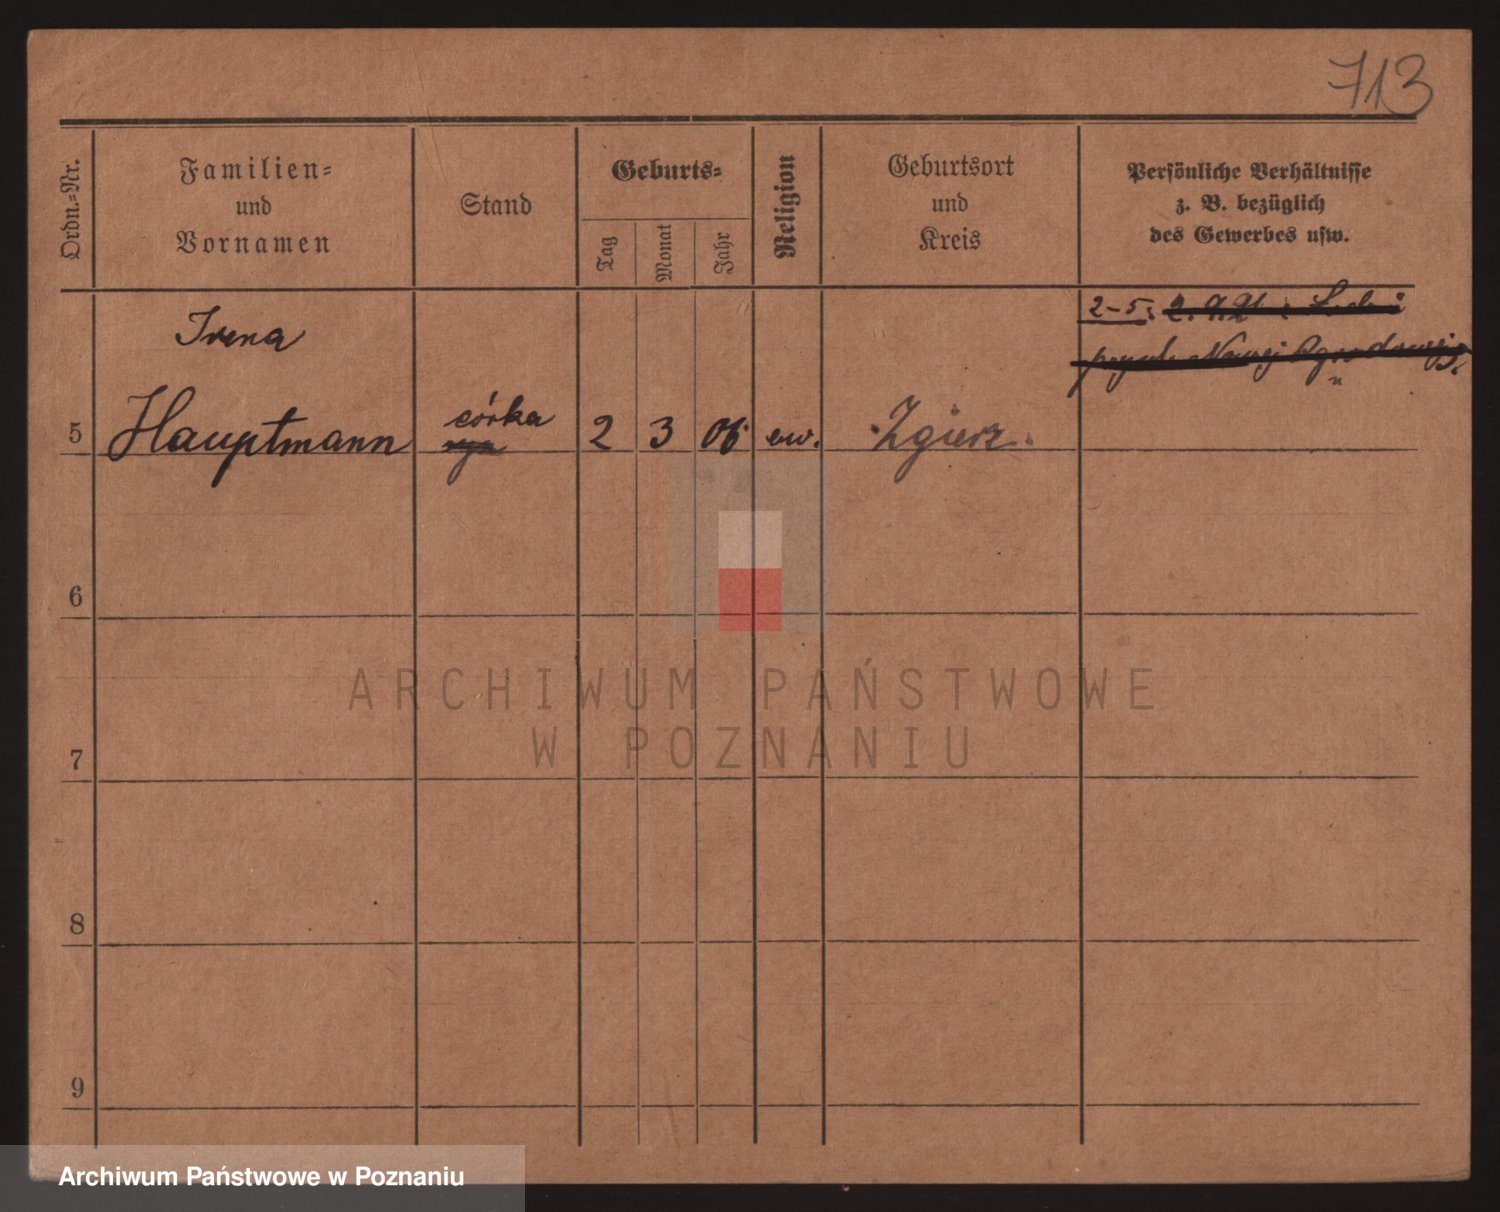 713
Ordn.-Nr.
Familien-
und
Vornamen
Stand
Geburts-
Tag
Monat
Jahr
Religion
Geburtsort
und
Kreis
Persönliche Verhältnisse
z. B. bezüglich
des Gewerbes usw.
2-5:
Irena
5 Hauptmann córka 2 3 06 ew. Zgierz.
6
7
8
9
ARCHIWUM PAŃSTWOWE
W POZNANIU
Archiwum Państwowe w Poznaniu